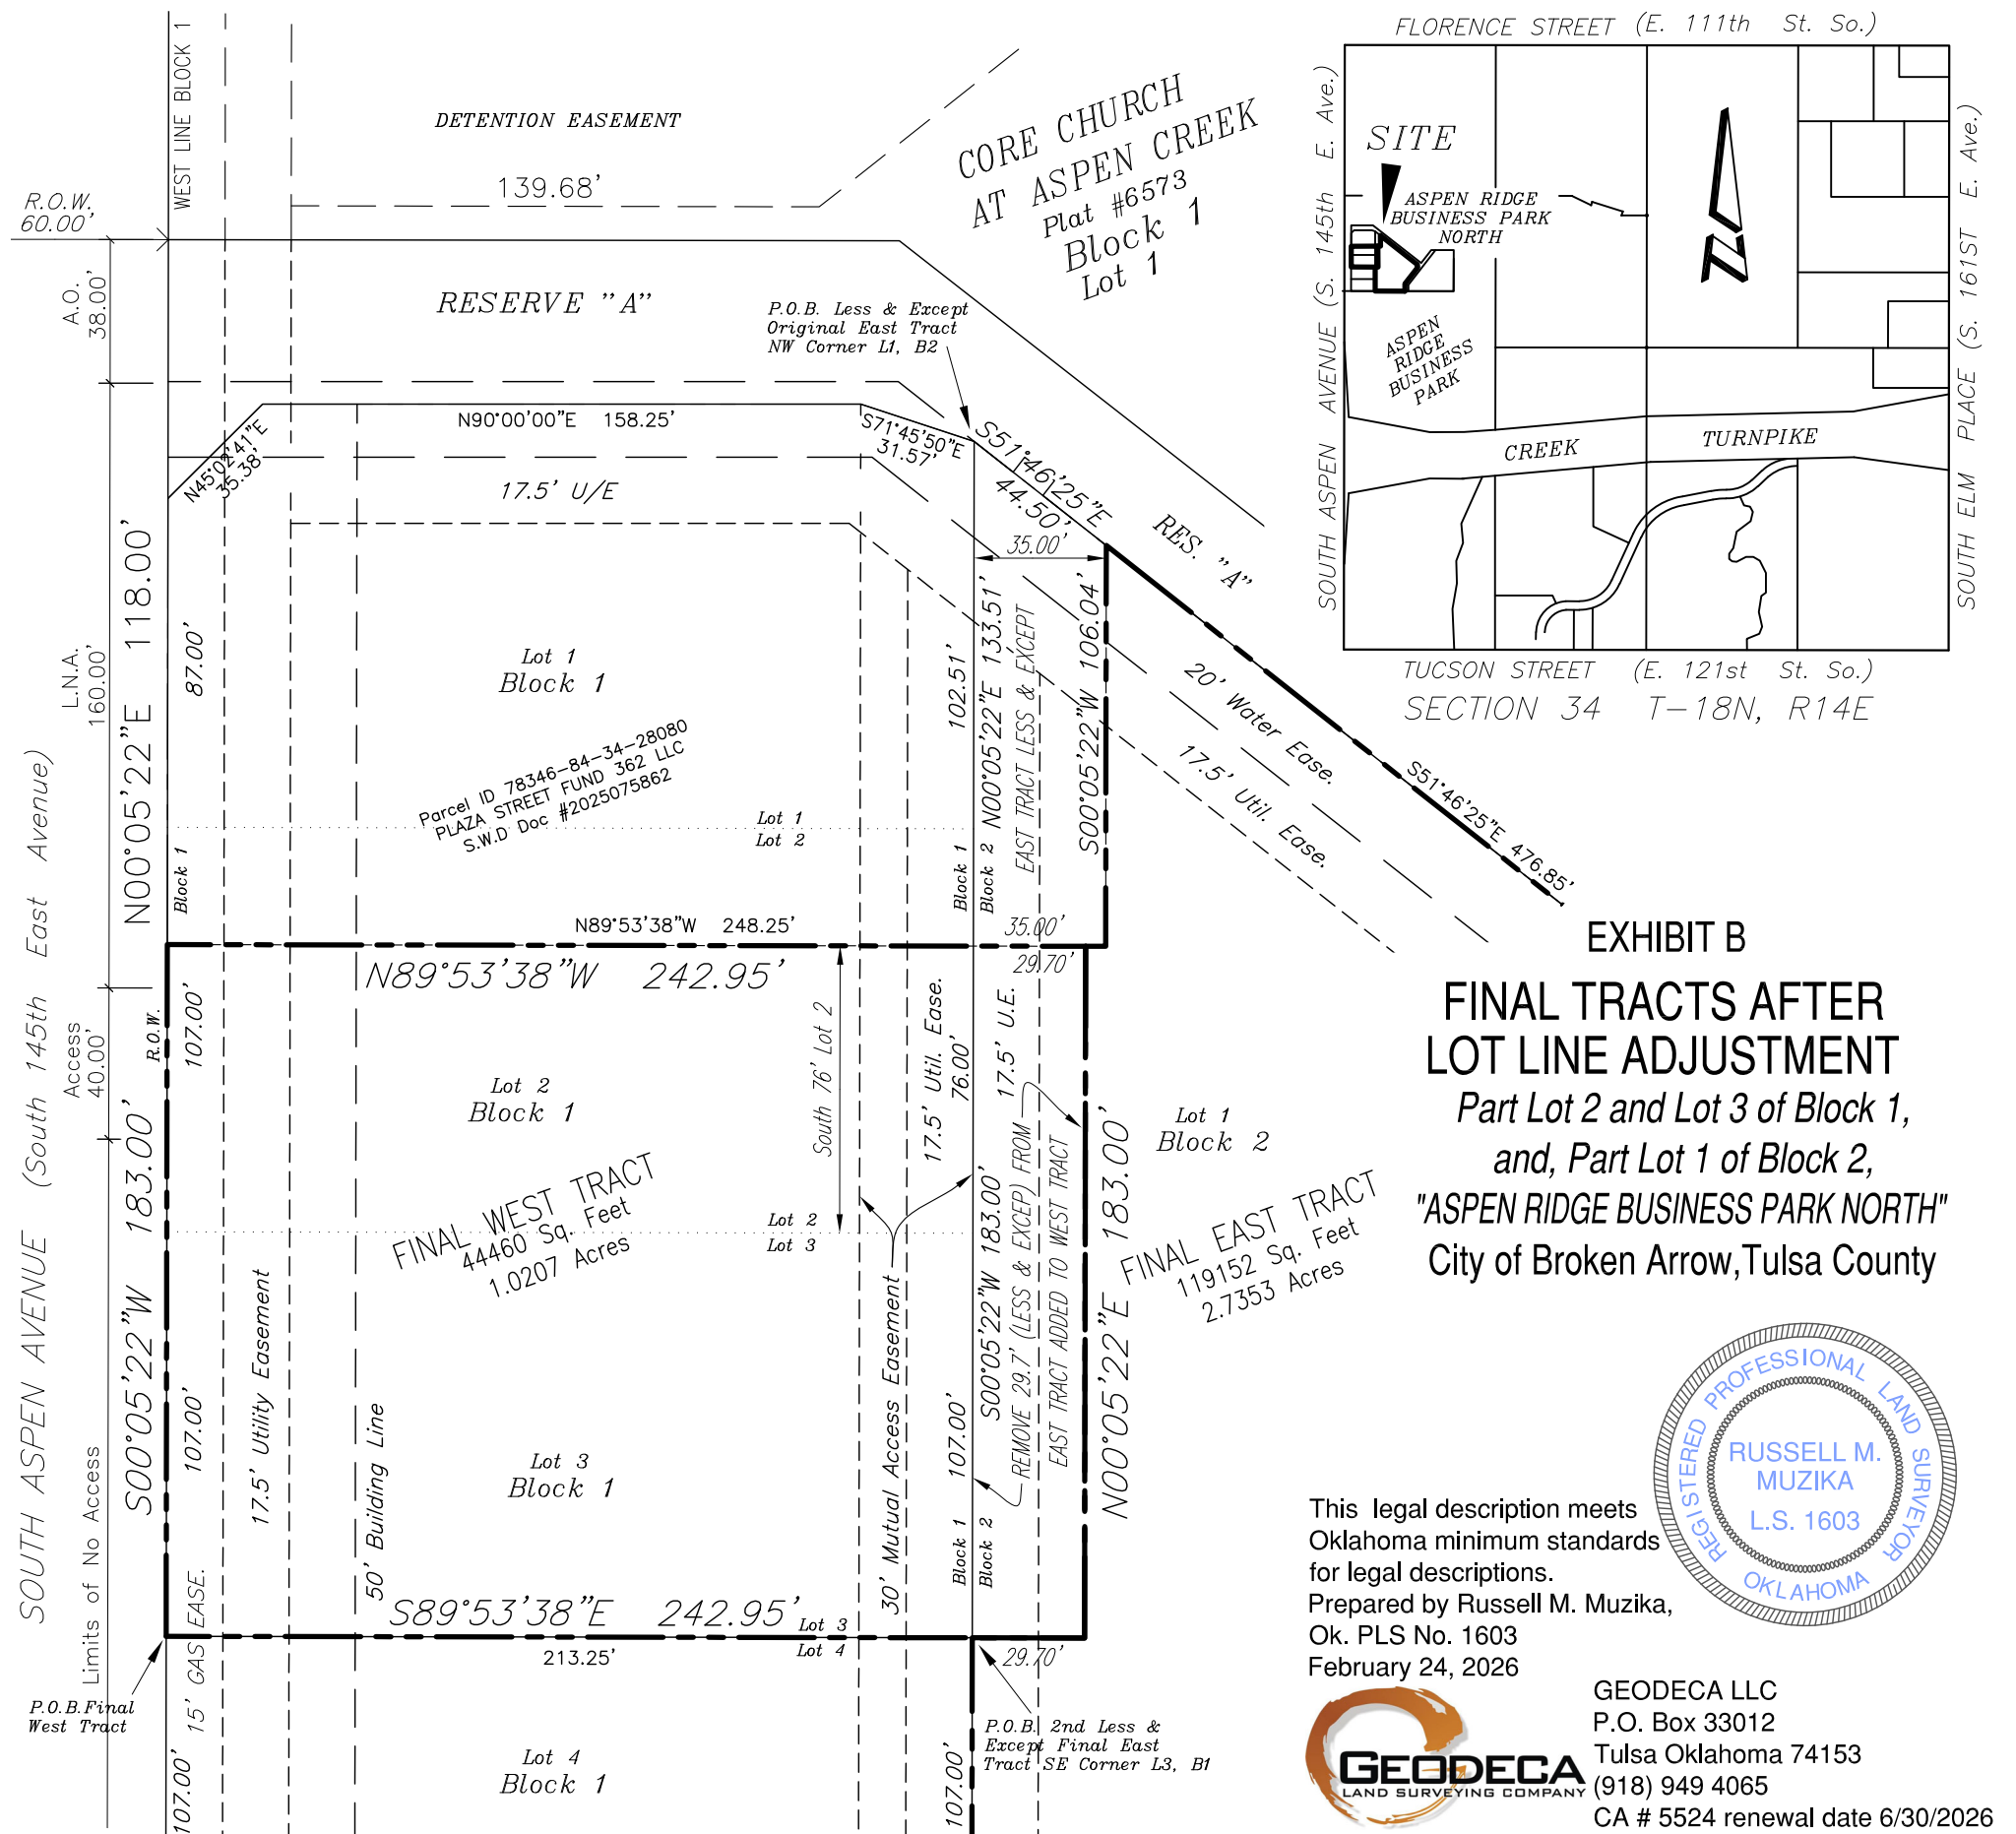 WEST LINE BLOCK 1
DETENTION EASEMENT
139.68'
R.O.W.
60.00'
A.O.
38.00'
RESERVE "A"
CORE CHURCH
AT ASPEN CREEK
Plat #6573
Block 1
Lot 1
P.O.B. Less & Except
Original East Tract
NW Corner L1, B2
N90°00'00"E 158.25'
S71°45'50"E
31.57'
S51°46'25"E
44.50'
N45°02'41"E
35.38'
17.5' U/E
35.00'
RES. "A"
N00°05'22"E 118.00'
87.00'
L.N.A.
160.00'
Lot 1
Block 1
102.51'
N00°05'22"E 133.51'
EAST TRACT LESS & EXCEPT
S00°05'22"W 106.04'
20' Water Ease.
17.5' Util. Ease.
S51°46'25"E 476.85'
Parcel ID 78346-84-34-28080
PLAZA STREET FUND 362 LLC
S.W.D Doc #2025075862
Lot 1
Lot 2
Block 1
Block 1
Block 2
N89°53'38"W 248.25'
35.00'
N89°53'38"W 242.95'
29.70'
SOUTH ASPEN AVENUE (South 145th East Avenue)
Access
40.00'
R.O.W.
107.00'
South 76' Lot 2
17.5' Util. Ease.
76.00'
17.5' U.E.
Lot 2
Block 1
Lot 1
Block 2
S00°05'22"W 183.00'
FINAL WEST TRACT
44460 Sq. Feet
1.0207 Acres
Lot 2
Lot 3
S00°05'22"W 183.00'
REMOVE 29.7' (LESS & EXCEP) FROM
EAST TRACT ADDED TO WEST TRACT
N00°05'22"E 183.00'
FINAL EAST TRACT
119152 Sq. Feet
2.7353 Acres
Limits of No Access
107.00'
17.5' Utility Easement
50' Building Line
Lot 3
Block 1
30' Mutual Access Easement
107.00'
Block 1
Block 2
S89°53'38"E 242.95'
Lot 3
Lot 4
213.25'
29.70'
P.O.B.Final
West Tract
15' GAS EASE.
107.00'
Lot 4
Block 1
107.00'
P.O.B. 2nd Less &
Except Final East
Tract SE Corner L3, B1
FLORENCE STREET (E. 111th St. So.)
SOUTH ASPEN AVENUE (S. 145th E. Ave.)
SITE
ASPEN RIDGE
BUSINESS PARK
NORTH
ASPEN
RIDGE
BUSINESS
PARK
N
CREEK TURNPIKE
SOUTH ELM PLACE (S. 161ST E. Ave.)
TUCSON STREET (E. 121st St. So.)
SECTION 34 T-18N, R14E
EXHIBIT B
FINAL TRACTS AFTER
LOT LINE ADJUSTMENT
Part Lot 2 and Lot 3 of Block 1,
and, Part Lot 1 of Block 2,
"ASPEN RIDGE BUSINESS PARK NORTH"
City of Broken Arrow,Tulsa County
REGISTERED PROFESSIONAL LAND SURVEYOR
RUSSELL M.
MUZIKA
L.S. 1603
OKLAHOMA
This legal description meets
Oklahoma minimum standards
for legal descriptions.
Prepared by Russell M. Muzika,
Ok. PLS No. 1603
February 24, 2026
GEODECA
LAND SURVEYING COMPANY
GEODECA LLC
P.O. Box 33012
Tulsa Oklahoma 74153
(918) 949 4065
CA # 5524 renewal date 6/30/2026